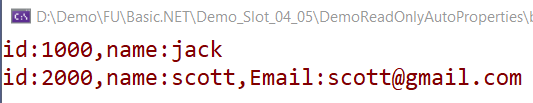 D:\Demo\FU\Basic.NET\Demo_Slot_04_05\DemoReadOnlyAutoProperties\b
id:1000,name:jack
id:2000,name:scott,Email:scott@gmail.com